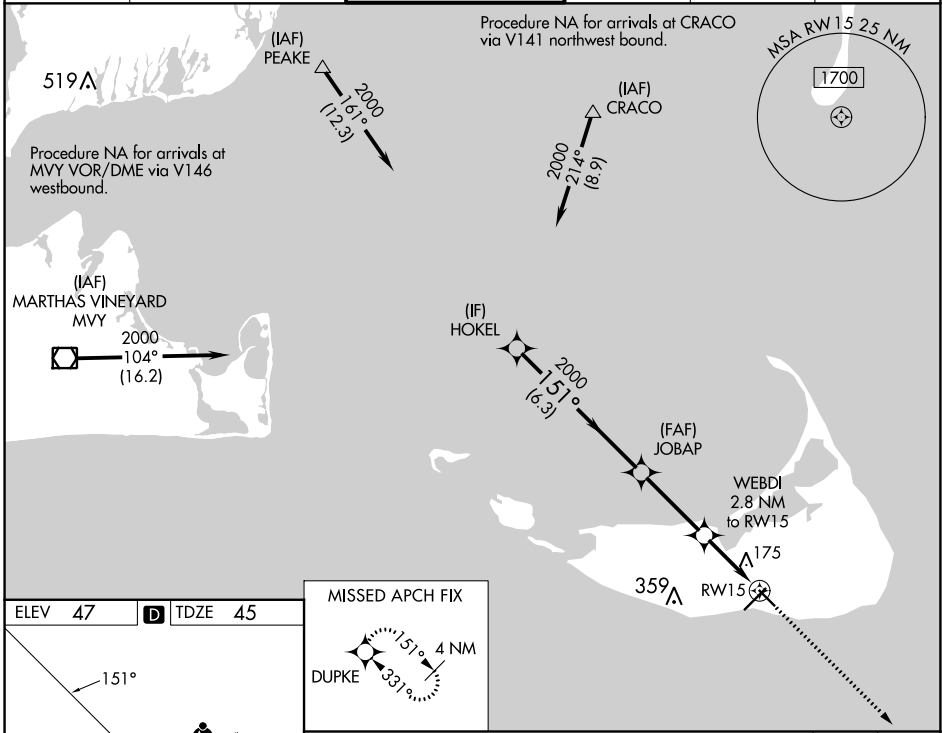 Procedure NA for arrivals at CRACO
via V141 northwest bound.
MSA RW 15 25 NM
1700
(IAF)
PEAKE
2000
161°
(12.3)
519
(IAF)
CRACO
2000
214°
(8.9)
Procedure NA for arrivals at
MVY VOR/DME via V146
westbound.
(IAF)
MARTHAS VINEYARD
MVY
2000
104°
(16.2)
(IF)
HOKEL
2000
151°
(6.3)
(FAF)
JOBAP
WEBDI
2.8 NM
to RW15
175
359
RW15
ELEV 47
D
TDZE 45
151°
MISSED APCH FIX
DUPKE
151°
4 NM
331°